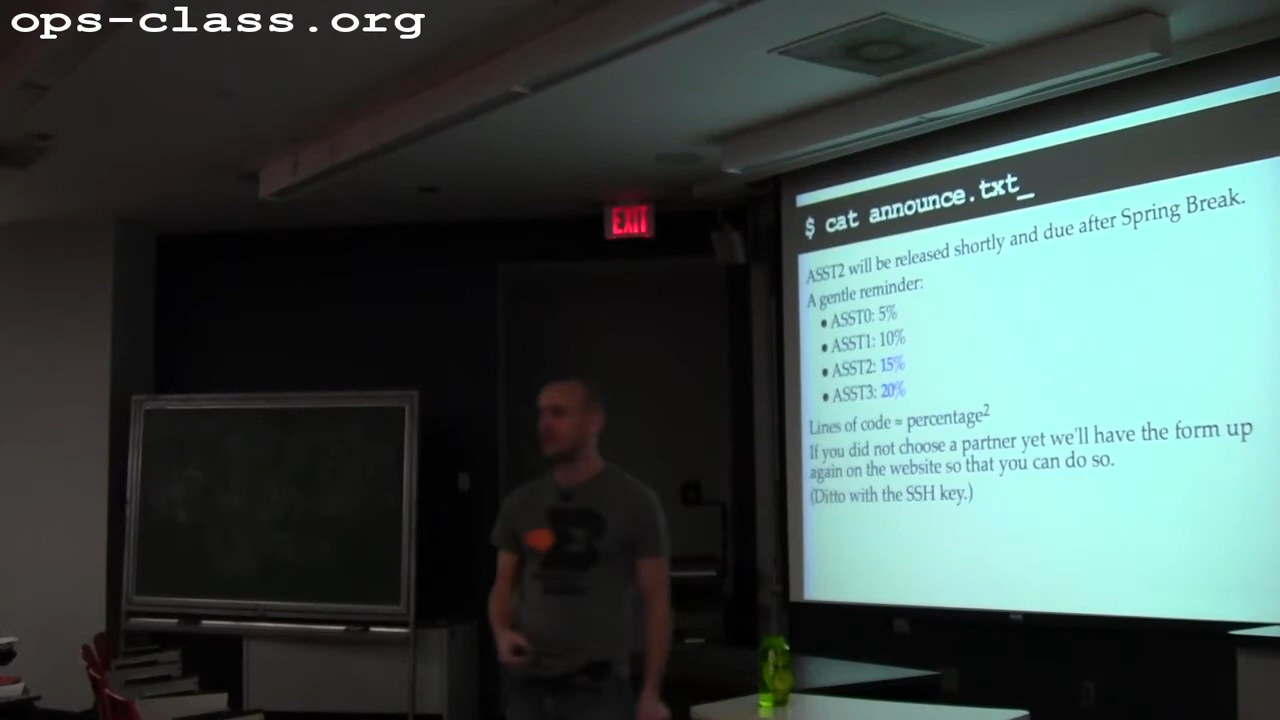 ops-class.org
EXIT
$ cat announce.txt_
ASST2 will be released shortly and due after Spring Break.
A gentle reminder:
• ASST0: 5%
• ASST1: 10%
• ASST2: 15%
• ASST3: 20%
Lines of code ≈ percentage²
If you did not choose a partner yet we'll have the form up
again on the website so that you can do so.
(Ditto with the SSH key.)